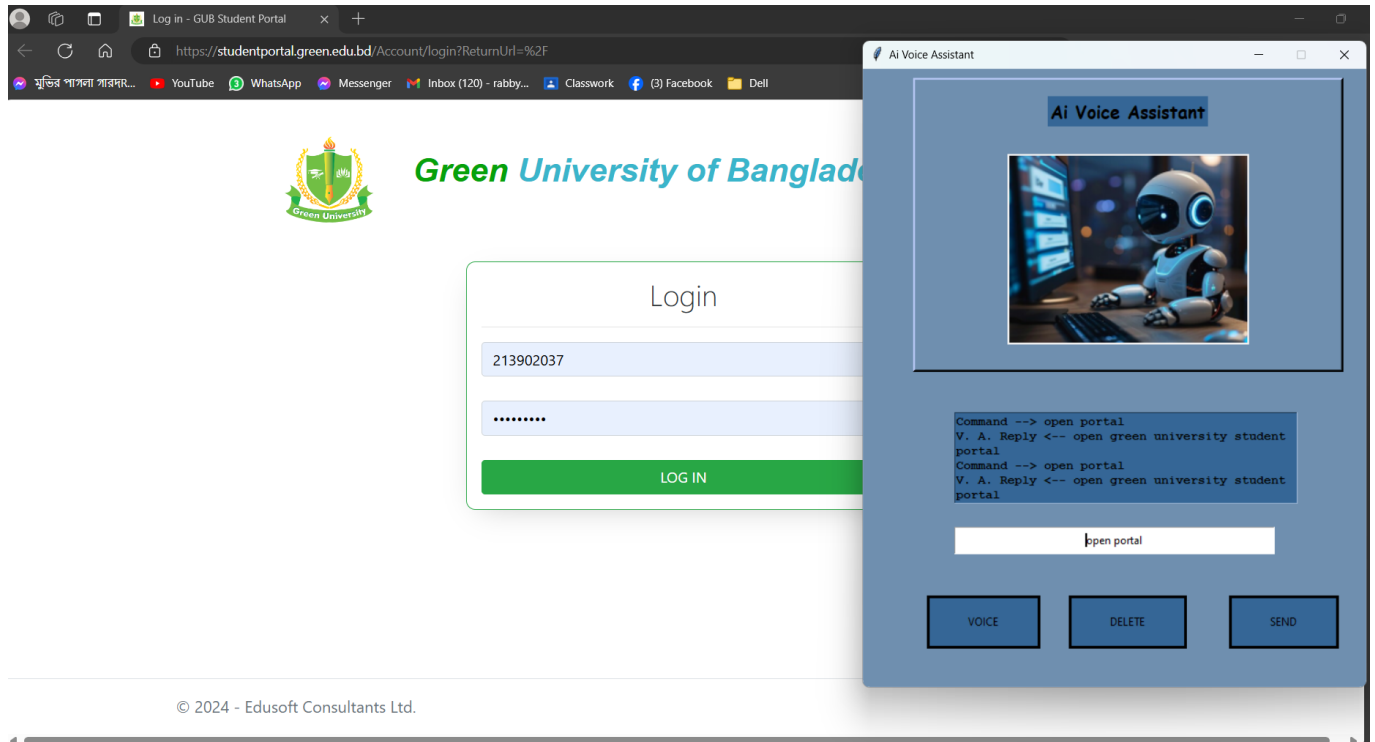 Log in - GUB Student Portal
https://studentportal.green.edu.bd/Account/login?ReturnUrl=%2F
YouTube
3
WhatsApp
Messenger
Inbox (120) - rabby...
Classwork
(3) Facebook
Dell
Green University
Green University of Banglad
Login
213902037
•••••••••
LOG IN
© 2024 - Edusoft Consultants Ltd.
Ai Voice Assistant
Ai Voice Assistant
Command --> open portal
V. A. Reply <-- open green university student
portal
Command --> open portal
V. A. Reply <-- open green university student
portal
open portal
VOICE
DELETE
SEND